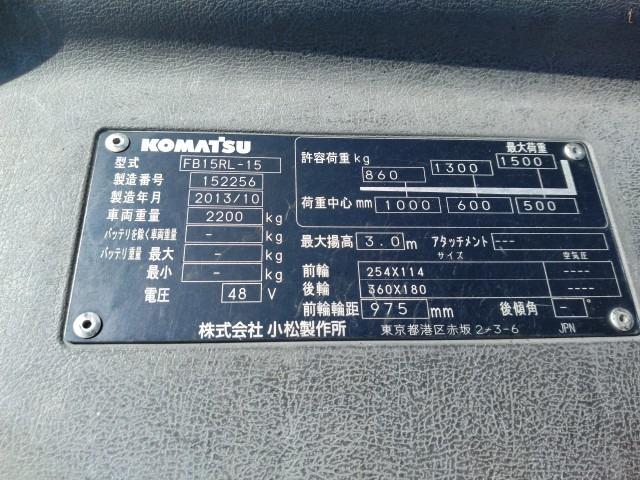 KOMATSU
型式 FB15RL-15
製造番号 152256
製造年月 2013/10
車両重量 2200 kg
バッテリを除く車両重量 - kg
バッテリ重量 最大 - kg
最小 - kg
電圧 48 V
最大荷重
許容荷重 kg 860 1300 1500
荷重中心 mm 1000 600 500
最大揚高 3.0 m アタッチメント ---
サイズ 空気圧
前輪 254X114 ----
後輪 360X180 ----
前輪輪距 975 mm 後傾角 - °
株式会社 小松製作所 東京都港区赤坂 2-3-6 JPN